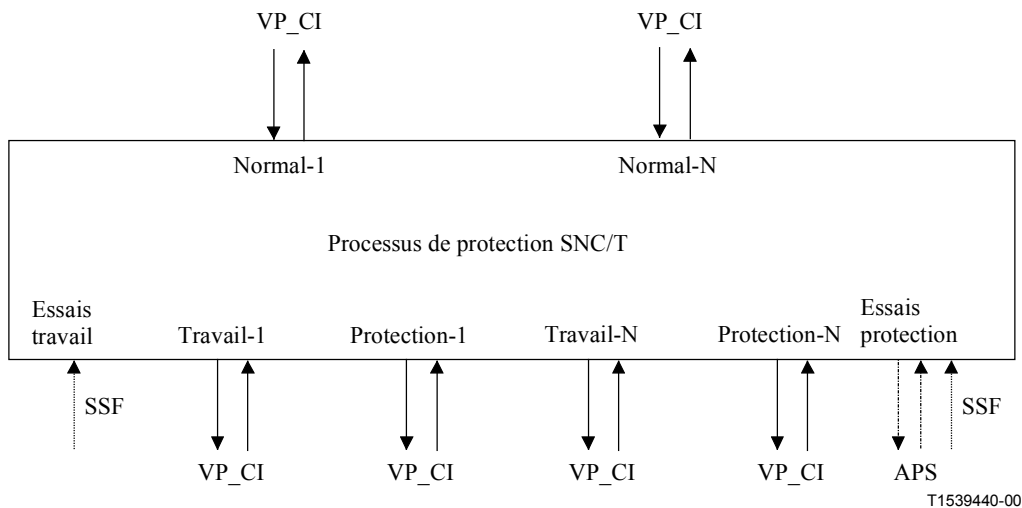 VP_CI VP_CI
Normal-1 Normal-N
Processus de protection SNC/T
Essais
travail
Travail-1 Protection-1 Travail-N Protection-N
Essais
protection
SSF SSF
VP_CI VP_CI VP_CI VP_CI APS
T1539440-00